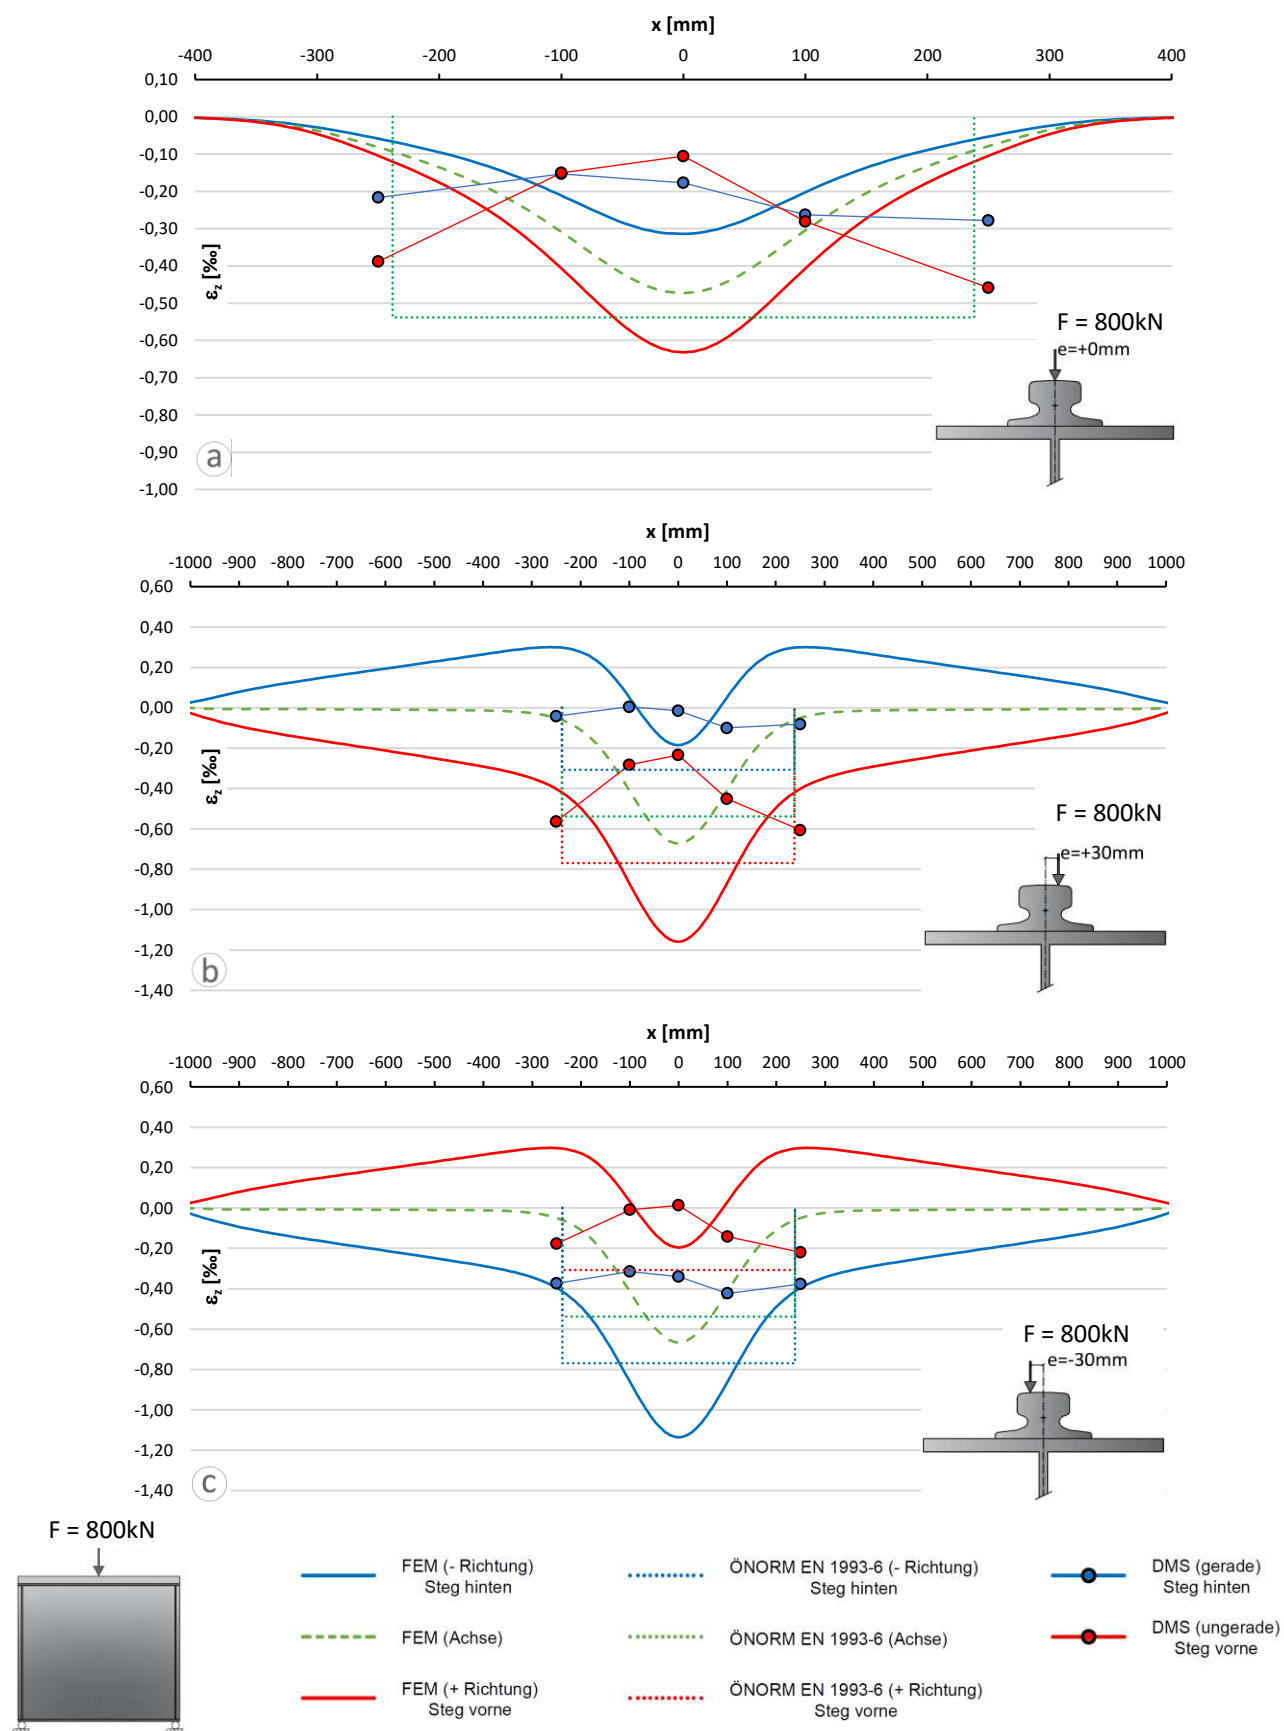 x [mm]
-400 -300 -200 -100 0 100 200 300 400
0,10
0,00
-0,10
-0,20
-0,30
-0,40
-0,50
-0,60
-0,70
-0,80
-0,90
-1,00
εz [‰]
F = 800kN
e=+0mm
a
x [mm]
-1000 -900 -800 -700 -600 -500 -400 -300 -200 -100 0 100 200 300 400 500 600 700 800 900 1000
0,60
0,40
0,20
0,00
-0,20
-0,40
-0,60
-0,80
-1,00
-1,20
-1,40
εz [‰]
F = 800kN
e=+30mm
b
x [mm]
-1000 -900 -800 -700 -600 -500 -400 -300 -200 -100 0 100 200 300 400 500 600 700 800 900 1000
0,60
0,40
0,20
0,00
-0,20
-0,40
-0,60
-0,80
-1,00
-1,20
-1,40
εz [‰]
F = 800kN
e=-30mm
c
F = 800kN
FEM (- Richtung)
Steg hinten
ÖNORM EN 1993-6 (- Richtung)
Steg hinten
DMS (gerade)
Steg hinten
FEM (Achse)
ÖNORM EN 1993-6 (Achse)
DMS (ungerade)
Steg vorne
FEM (+ Richtung)
Steg vorne
ÖNORM EN 1993-6 (+ Richtung)
Steg vorne